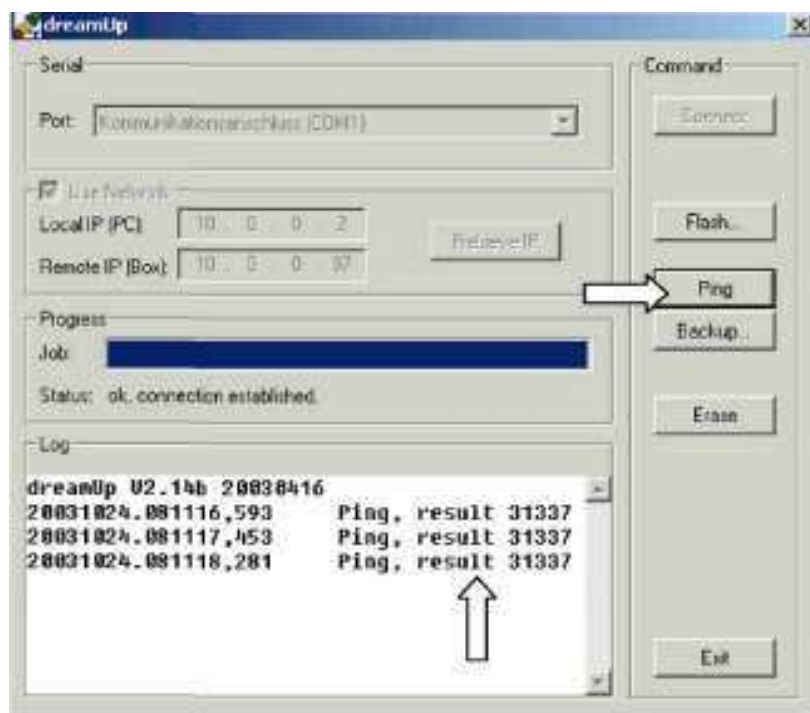 dreamUp
Serial
Command
Port: Kommunikationsanschluss (COM1)
Connect
Use Network
Local IP (PC) 10 . 0 . 0 . 2
Flash...
Retrieve IP
Remote IP (Box): 10 . 0 . 0 . 97
Ping
Progress
Backup...
Job:
Status: ok, connection established.
Erase
Log
dreamUp V2.14b 20030416
20031024.081116,593 Ping, result 31337
20031024.081117,453 Ping, result 31337
20031024.081118,281 Ping, result 31337
Exit